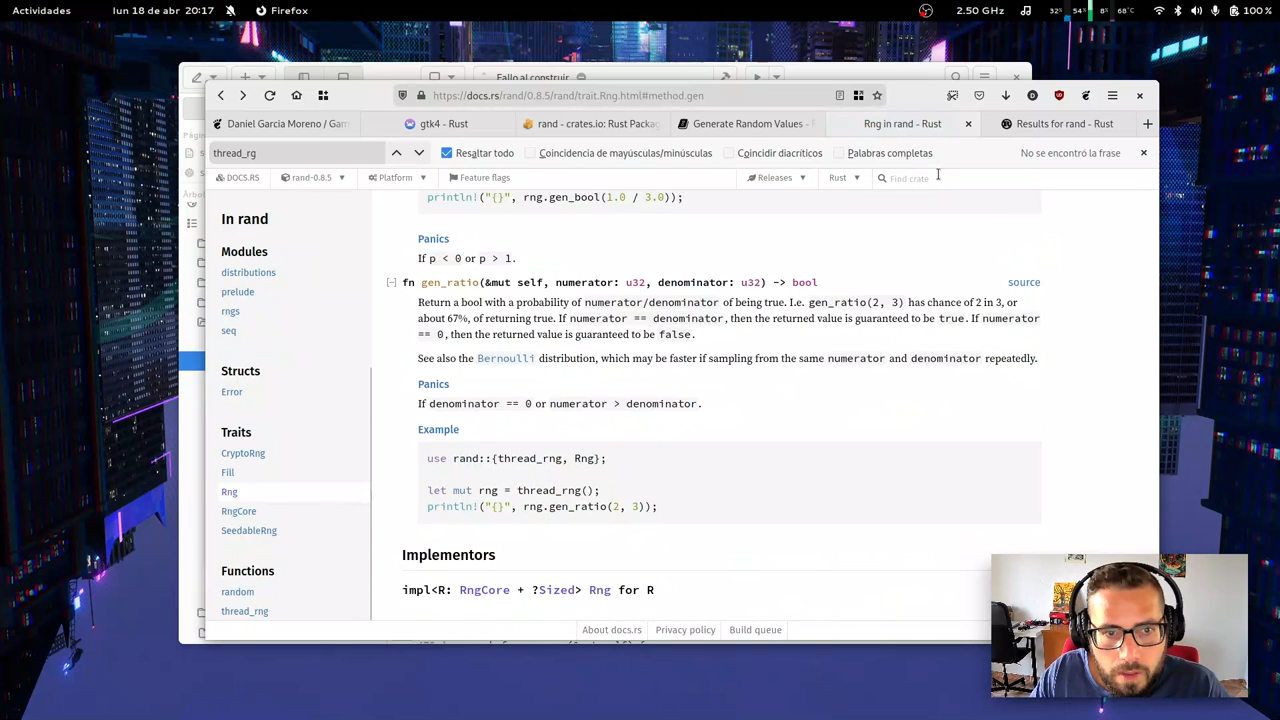 Actividades
lun 18 de abr 20:17
Firefox
2.50 GHz
32%
54%
8%
68°C
100 %
Fallo al construir
https://docs.rs/rand/0.8.5/rand/trait.Rng.html#method.gen
Daniel Garcia Moreno / Gam
gtk4 - Rust
rand - crates.io: Rust Packag
Generate Random Values - 
Rng in rand - Rust
Results for rand - Rust
thread_rg
Resaltar todo
Coincidencia de mayúsculas/minúsculas
Coincidir diacríticos
Palabras completas
No se encontró la frase
DOCS.RS
rand-0.8.5
Platform
Feature flags
Releases
Rust
Find crate
In rand
Modules
distributions
prelude
rngs
seq
Structs
Error
Traits
CryptoRng
Fill
Rng
RngCore
SeedableRng
Functions
random
thread_rng
println!("{}", rng.gen_bool(1.0 / 3.0));
Panics
If p < 0 or p > 1.
[-] fn gen_ratio(&mut self, numerator: u32, denominator: u32) -> bool
source
Return a bool with a probability of numerator/denominator of being true. I.e. gen_ratio(2, 3) has chance of 2 in 3, or
about 67%, of returning true. If numerator == denominator, then the returned value is guaranteed to be true. If numerator
== 0, then the returned value is guaranteed to be false.
See also the Bernoulli distribution, which may be faster if sampling from the same numerator and denominator repeatedly.
Panics
If denominator == 0 or numerator > denominator.
Example
use rand::{thread_rng, Rng};
let mut rng = thread_rng();
println!("{}", rng.gen_ratio(2, 3));
Implementors
impl<R: RngCore + ?Sized> Rng for R
About docs.rs
Privacy policy
Build queue